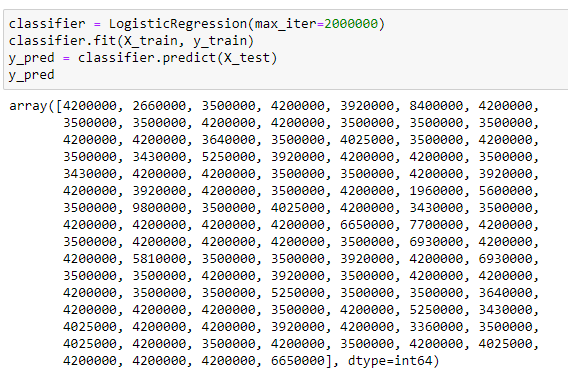 classifier = LogisticRegression(max_iter=2000000)
classifier.fit(X_train, y_train)
y_pred = classifier.predict(X_test)
y_pred
array([4200000, 2660000, 3500000, 4200000, 3920000, 8400000, 4200000,
3500000, 3500000, 4200000, 4200000, 3500000, 3500000, 3500000,
4200000, 4200000, 3640000, 3500000, 4025000, 3500000, 4200000,
3500000, 3430000, 5250000, 3920000, 4200000, 4200000, 3500000,
3430000, 4200000, 4200000, 3500000, 3500000, 4200000, 3920000,
4200000, 3920000, 4200000, 3500000, 4200000, 1960000, 5600000,
3500000, 9800000, 3500000, 4025000, 4200000, 3430000, 3500000,
4200000, 4200000, 4200000, 4200000, 6650000, 7700000, 4200000,
3500000, 4200000, 4200000, 4200000, 3500000, 6930000, 4200000,
4200000, 5810000, 3500000, 3500000, 3920000, 4200000, 6930000,
3500000, 3500000, 4200000, 3920000, 3500000, 4200000, 4200000,
4200000, 3500000, 3500000, 5250000, 3500000, 3500000, 3640000,
4200000, 4200000, 4200000, 3500000, 4200000, 5250000, 3430000,
4025000, 4200000, 4200000, 3920000, 4200000, 3360000, 3500000,
4025000, 4200000, 3500000, 4200000, 3500000, 4200000, 4025000,
4200000, 4200000, 4200000, 6650000], dtype=int64)